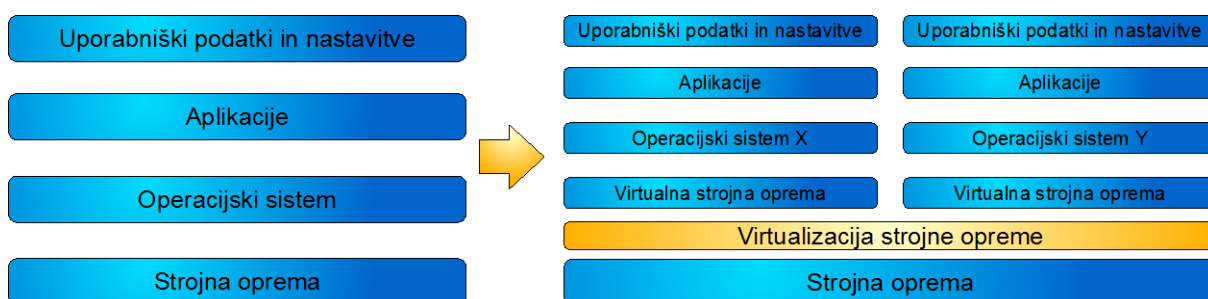 Uporabniški podatki in nastavitve
Aplikacije
Operacijski sistem
Strojna oprema
Uporabniški podatki in nastavitve
Uporabniški podatki in nastavitve
Aplikacije
Aplikacije
Operacijski sistem X
Operacijski sistem Y
Virtualna strojna oprema
Virtualna strojna oprema
Virtualizacija strojne opreme
Strojna oprema